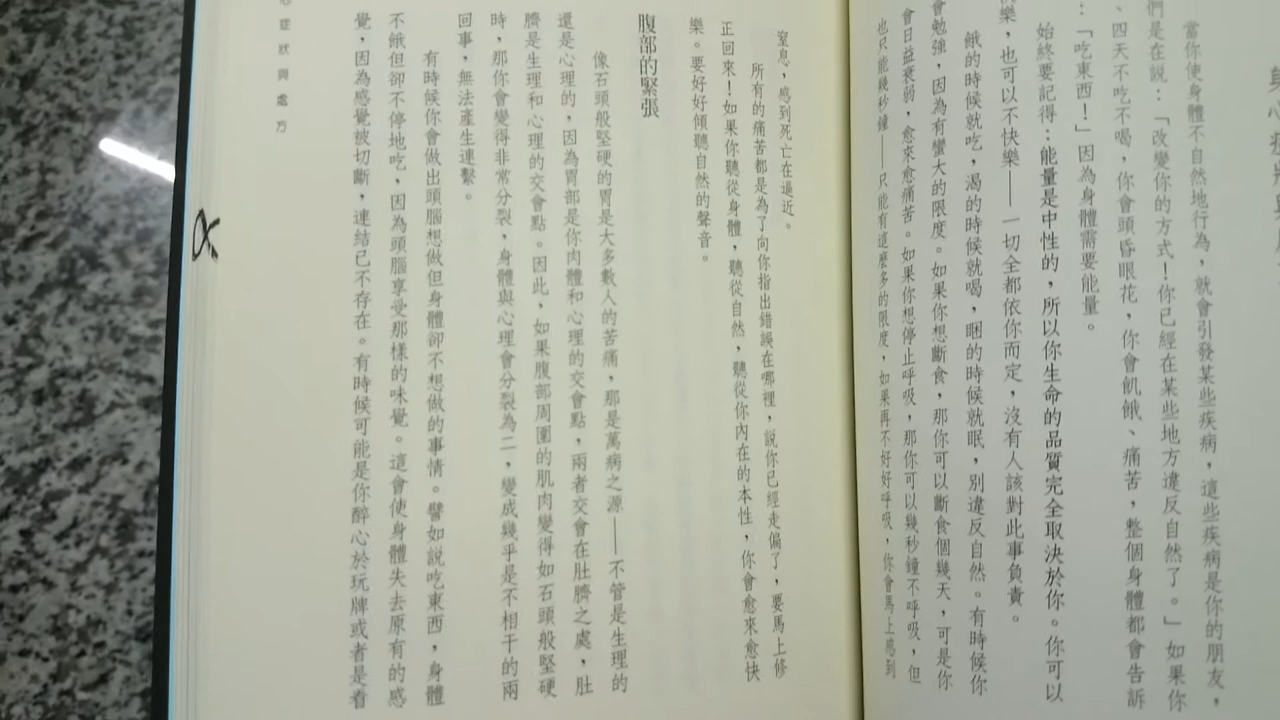 當你使身體不自然地行為，就會引發某些疾病，這些疾病是你的朋友，
們是在説：「改變你的方式！你已經在某些地方違反自然了。」如果你
、四天不吃不喝，你會頭昏眼花，你會飢餓、痛苦，整個身體都會告訴
：「吃東西！」因為身體需要能量。
始終要記得：能量是中性的，所以你生命的品質完全取決於你。你可以
快樂，也可以不快樂——一切全都依你而定，沒有人該對此事負責。
餓的時候就吃，渴的時候就喝，睏的時候就眠，別違反自然。有時候你
會勉強，因為有蠻大的限度。如果你想斷食，那你可以斷食個幾天，可是你
會日益衰弱，愈來愈痛苦。如果你想停止呼吸，那你可以幾秒鐘不呼吸，但
也只能幾秒鐘——只能有這麼多的限度，如果再不好好呼吸，你會馬上感到
窒息，感到死亡在逼近。
所有的痛苦都是為了向你指出錯誤在哪裡，説你已經走偏了，要馬上修
正回來！如果你聽從身體，聽從自然，聽從你內在的本性，你會愈來愈快
樂。要好好傾聽自然的聲音。
腹部的緊張
像石頭般堅硬的胃是大多數人的苦痛，那是萬病之源——不管是生理的
還是心理的，因為胃部是你肉體和心理的交會點，兩者交會在肚臍之處，肚
臍是生理和心理的交會點。因此，如果腹部周圍的肌肉變得如石頭般堅硬
時，那你會變得非常分裂，身體與心理會分裂為二，變成幾乎是不相干的兩
回事，無法產生連繫。
有時候你會做出頭腦想做但身體卻不想做的事情。譬如說吃東西，身體
不餓但卻不停地吃，因為頭腦享受那樣的味覺。這會使身體失去原有的感
覺，因為感覺被切斷，連結已不存在。有時候可能是你醉心於玩牌或者是看
心症狀與處方